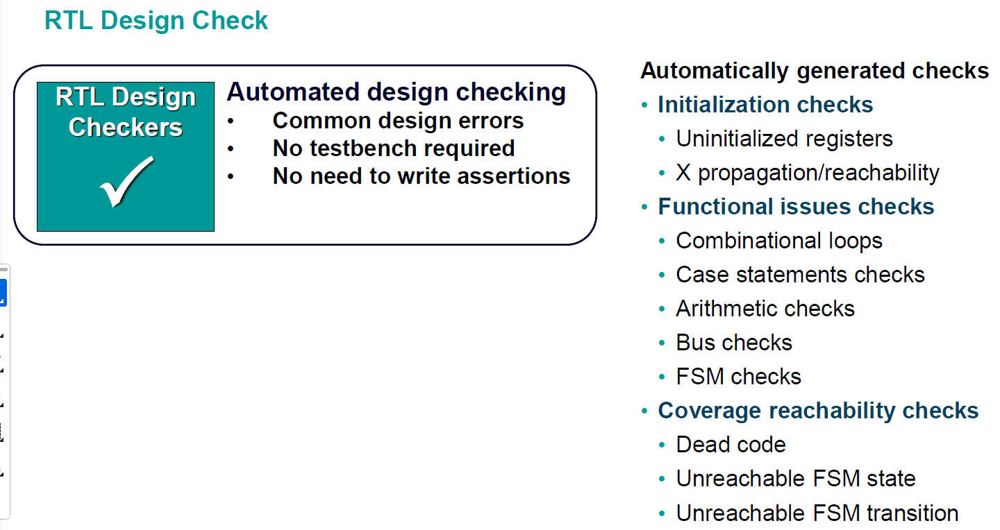 RTL Design Check
RTL Design
Checkers
Automated design checking
• Common design errors
• No testbench required
• No need to write assertions
Automatically generated checks
• Initialization checks
• Uninitialized registers
• X propagation/reachability
• Functional issues checks
• Combinational loops
• Case statements checks
• Arithmetic checks
• Bus checks
• FSM checks
• Coverage reachability checks
• Dead code
• Unreachable FSM state
• Unreachable FSM transition